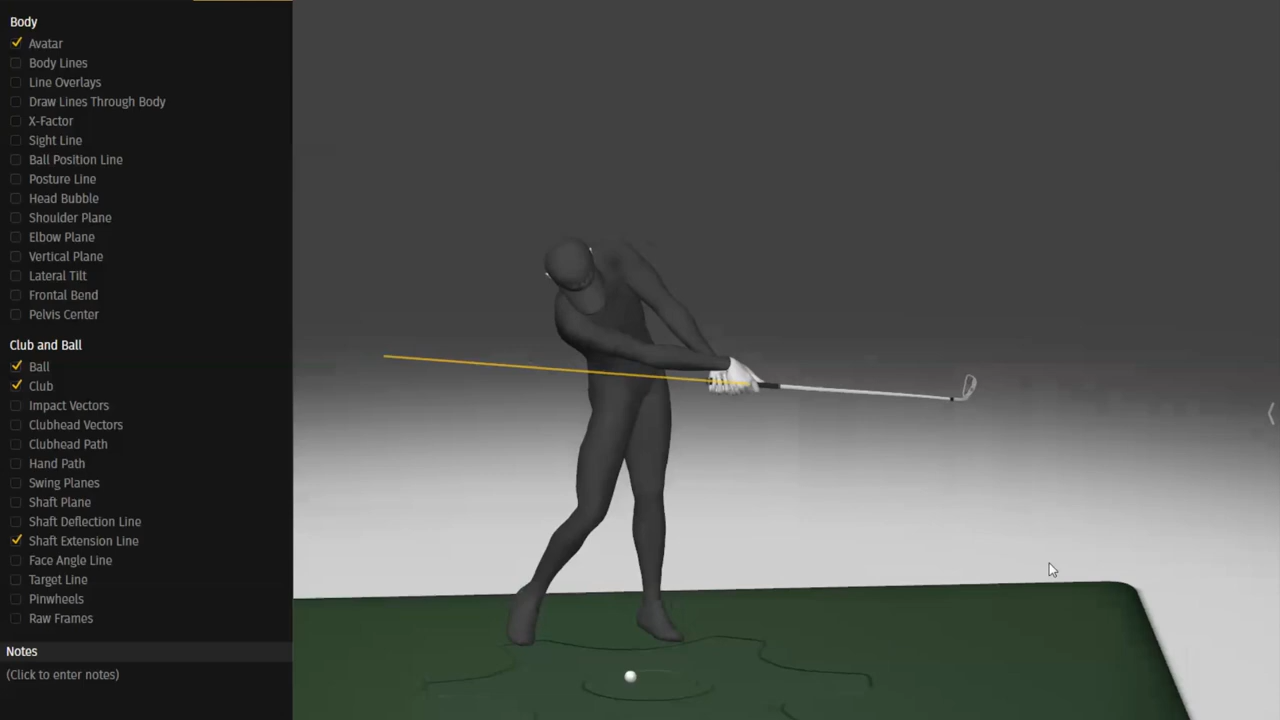 Body
Avatar
Body Lines
Line Overlays
Draw Lines Through Body
X-Factor
Sight Line
Ball Position Line
Posture Line
Head Bubble
Shoulder Plane
Elbow Plane
Vertical Plane
Lateral Tilt
Frontal Bend
Pelvis Center
Club and Ball
Ball
Club
Impact Vectors
Clubhead Vectors
Clubhead Path
Hand Path
Swing Planes
Shaft Plane
Shaft Deflection Line
Shaft Extension Line
Face Angle Line
Target Line
Pinwheels
Raw Frames
Notes
(Click to enter notes)